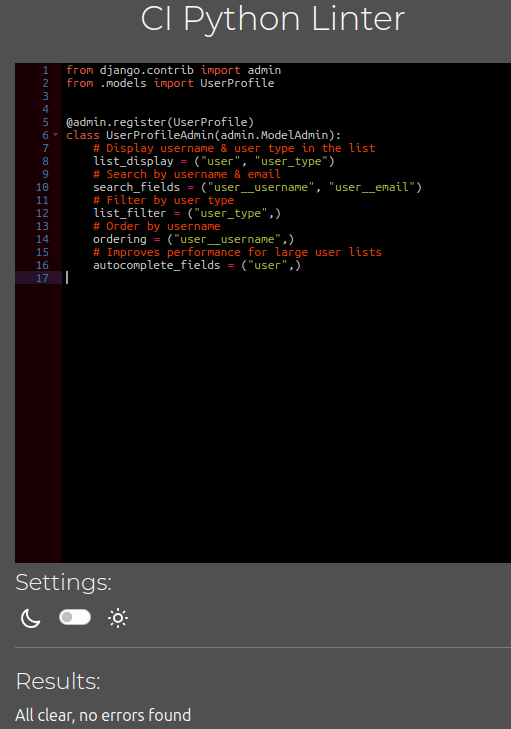 CI Python Linter
1 from django.contrib import admin
2 from .models import UserProfile
3
4
5 @admin.register(UserProfile)
6 class UserProfileAdmin(admin.ModelAdmin):
7     # Display username & user type in the list
8     list_display = ("user", "user_type")
9     # Search by username & email
10     search_fields = ("user__username", "user__email")
11     # Filter by user type
12     list_filter = ("user_type",)
13     # Order by username
14     ordering = ("user__username",)
15     # Improves performance for large user lists
16     autocomplete_fields = ("user",)
17
Settings:
Results:
All clear, no errors found